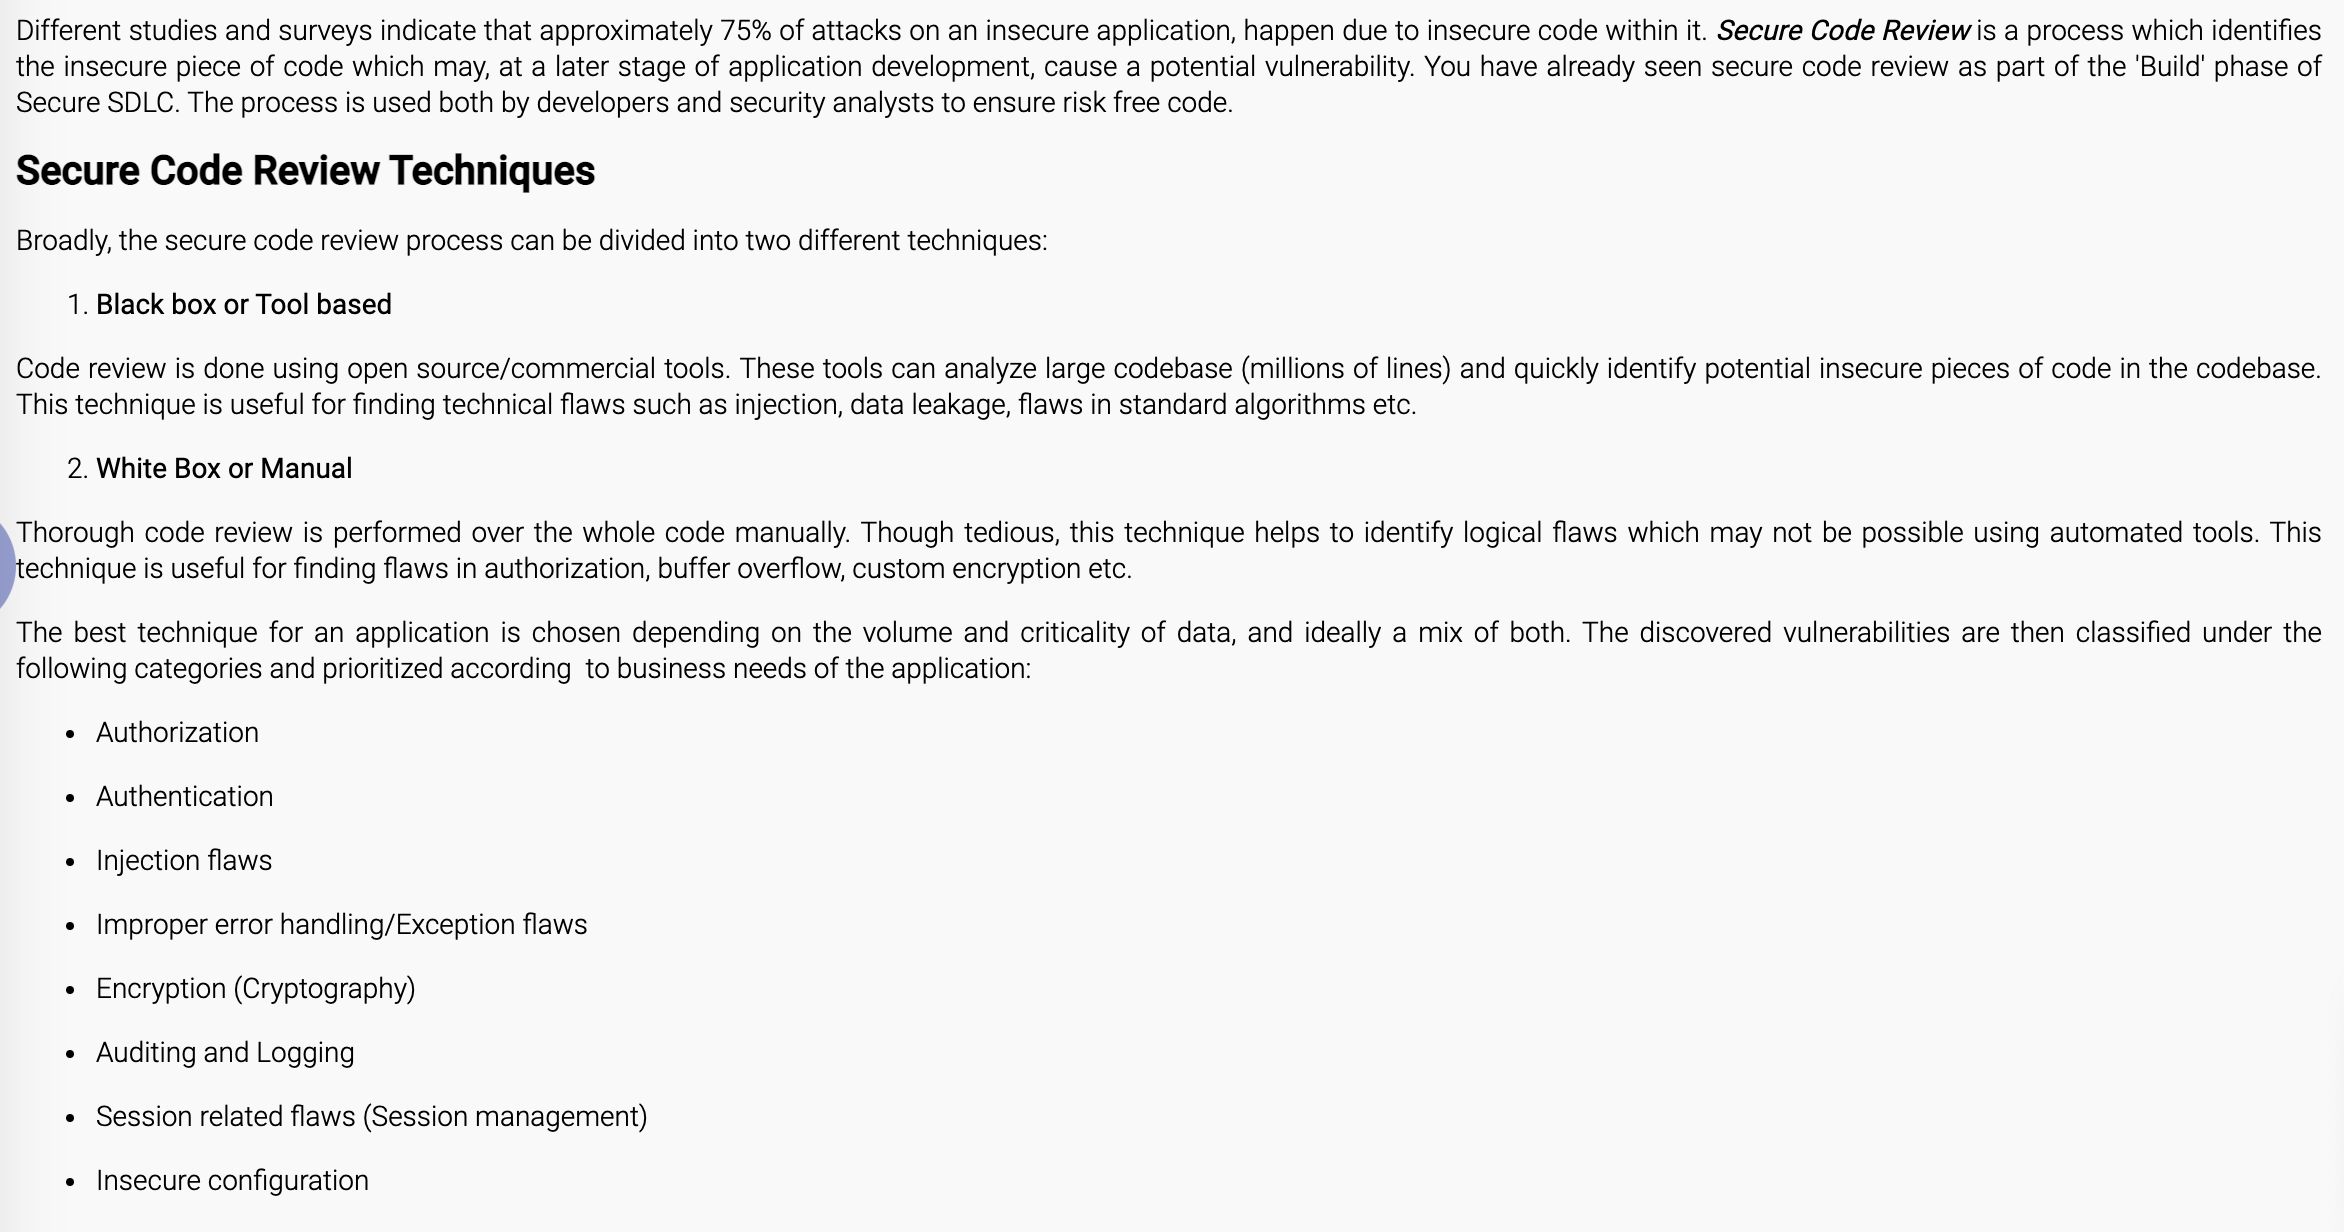 Different studies and surveys indicate that approximately 75% of attacks on an insecure application, happen due to insecure code within it. Secure Code Review is a process which identifies
the insecure piece of code which may, at a later stage of application development, cause a potential vulnerability. You have already seen secure code review as part of the 'Build' phase of
Secure SDLC. The process is used both by developers and security analysts to ensure risk free code.
Secure Code Review Techniques
Broadly, the secure code review process can be divided into two different techniques:
1. Black box or Tool based
Code review is done using open source/commercial tools. These tools can analyze large codebase (millions of lines) and quickly identify potential insecure pieces of code in the codebase.
This technique is useful for finding technical flaws such as injection, data leakage, flaws in standard algorithms etc.
2. White Box or Manual
Thorough code review is performed over the whole code manually. Though tedious, this technique helps to identify logical flaws which may not be possible using automated tools. This
technique is useful for finding flaws in authorization, buffer overflow, custom encryption etc.
The best technique for an application is chosen depending on the volume and criticality of data, and ideally a mix of both. The discovered vulnerabilities are then classified under the
following categories and prioritized according  to business needs of the application:
• Authorization
• Authentication
• Injection flaws
• Improper error handling/Exception flaws
• Encryption (Cryptography)
• Auditing and Logging
• Session related flaws (Session management)
• Insecure configuration